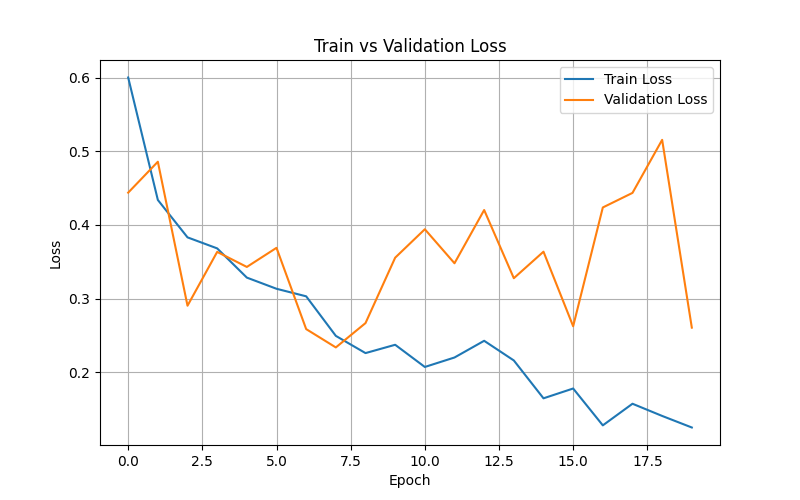 Train vs Validation Loss
Train Loss
Validation Loss
0.6
0.5
0.4
0.3
0.2
Loss
0.0 2.5 5.0 7.5 10.0 12.5 15.0 17.5
Epoch